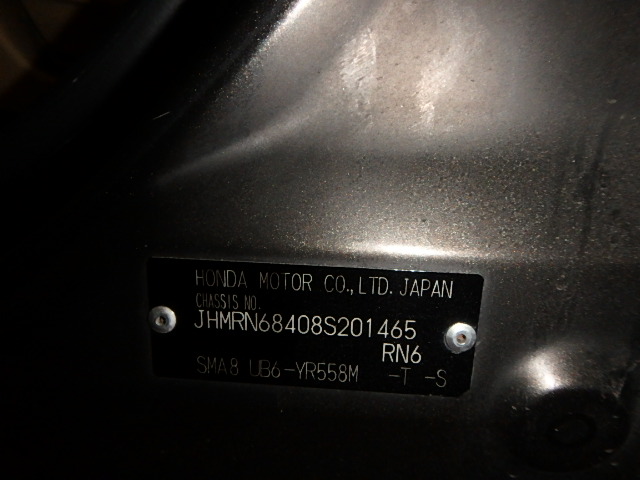 HONDA MOTOR CO.,LTD. JAPAN
CHASSIS NO.
JHMRN68408S201465
RN6
SMA8 UB6-YR558M -T -S